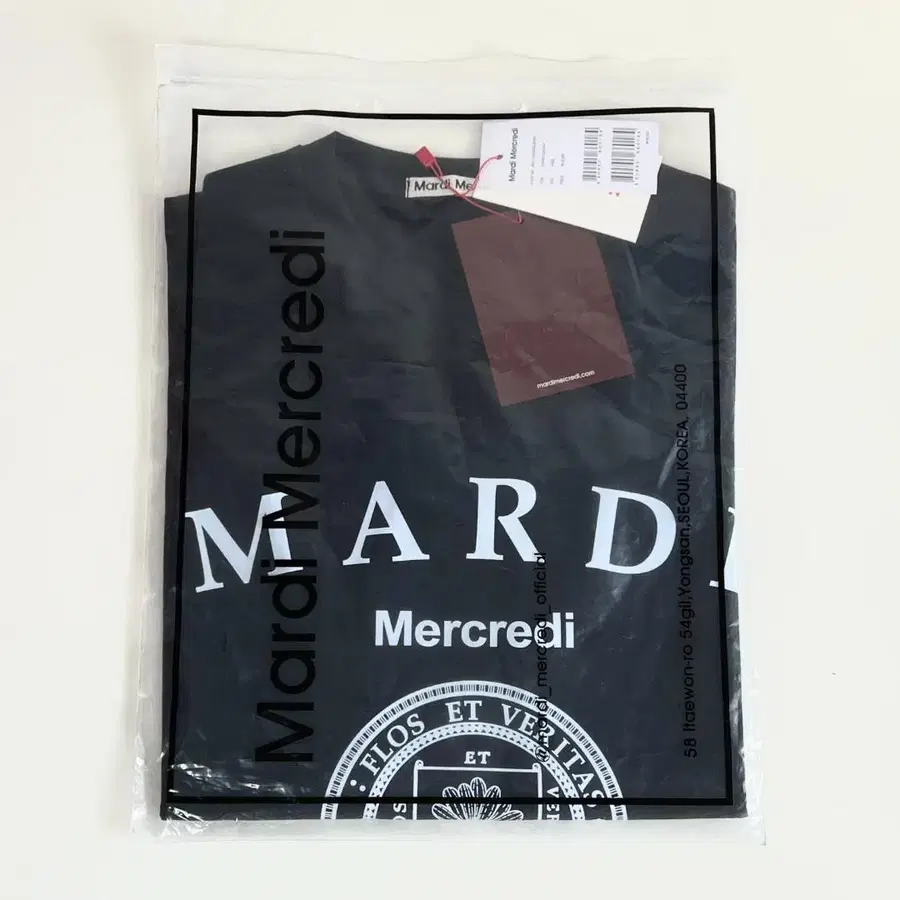 Mardi Mercredi
Mardi Me
mardimercredi.com
Mardi Mercredi
MARDI
Mercredi
@mardi_mercredi_official
58 Itaewon-ro 54gil,Yongsan,SEOUL,KOREA, 04400
FLOS ET VERITAS
ET